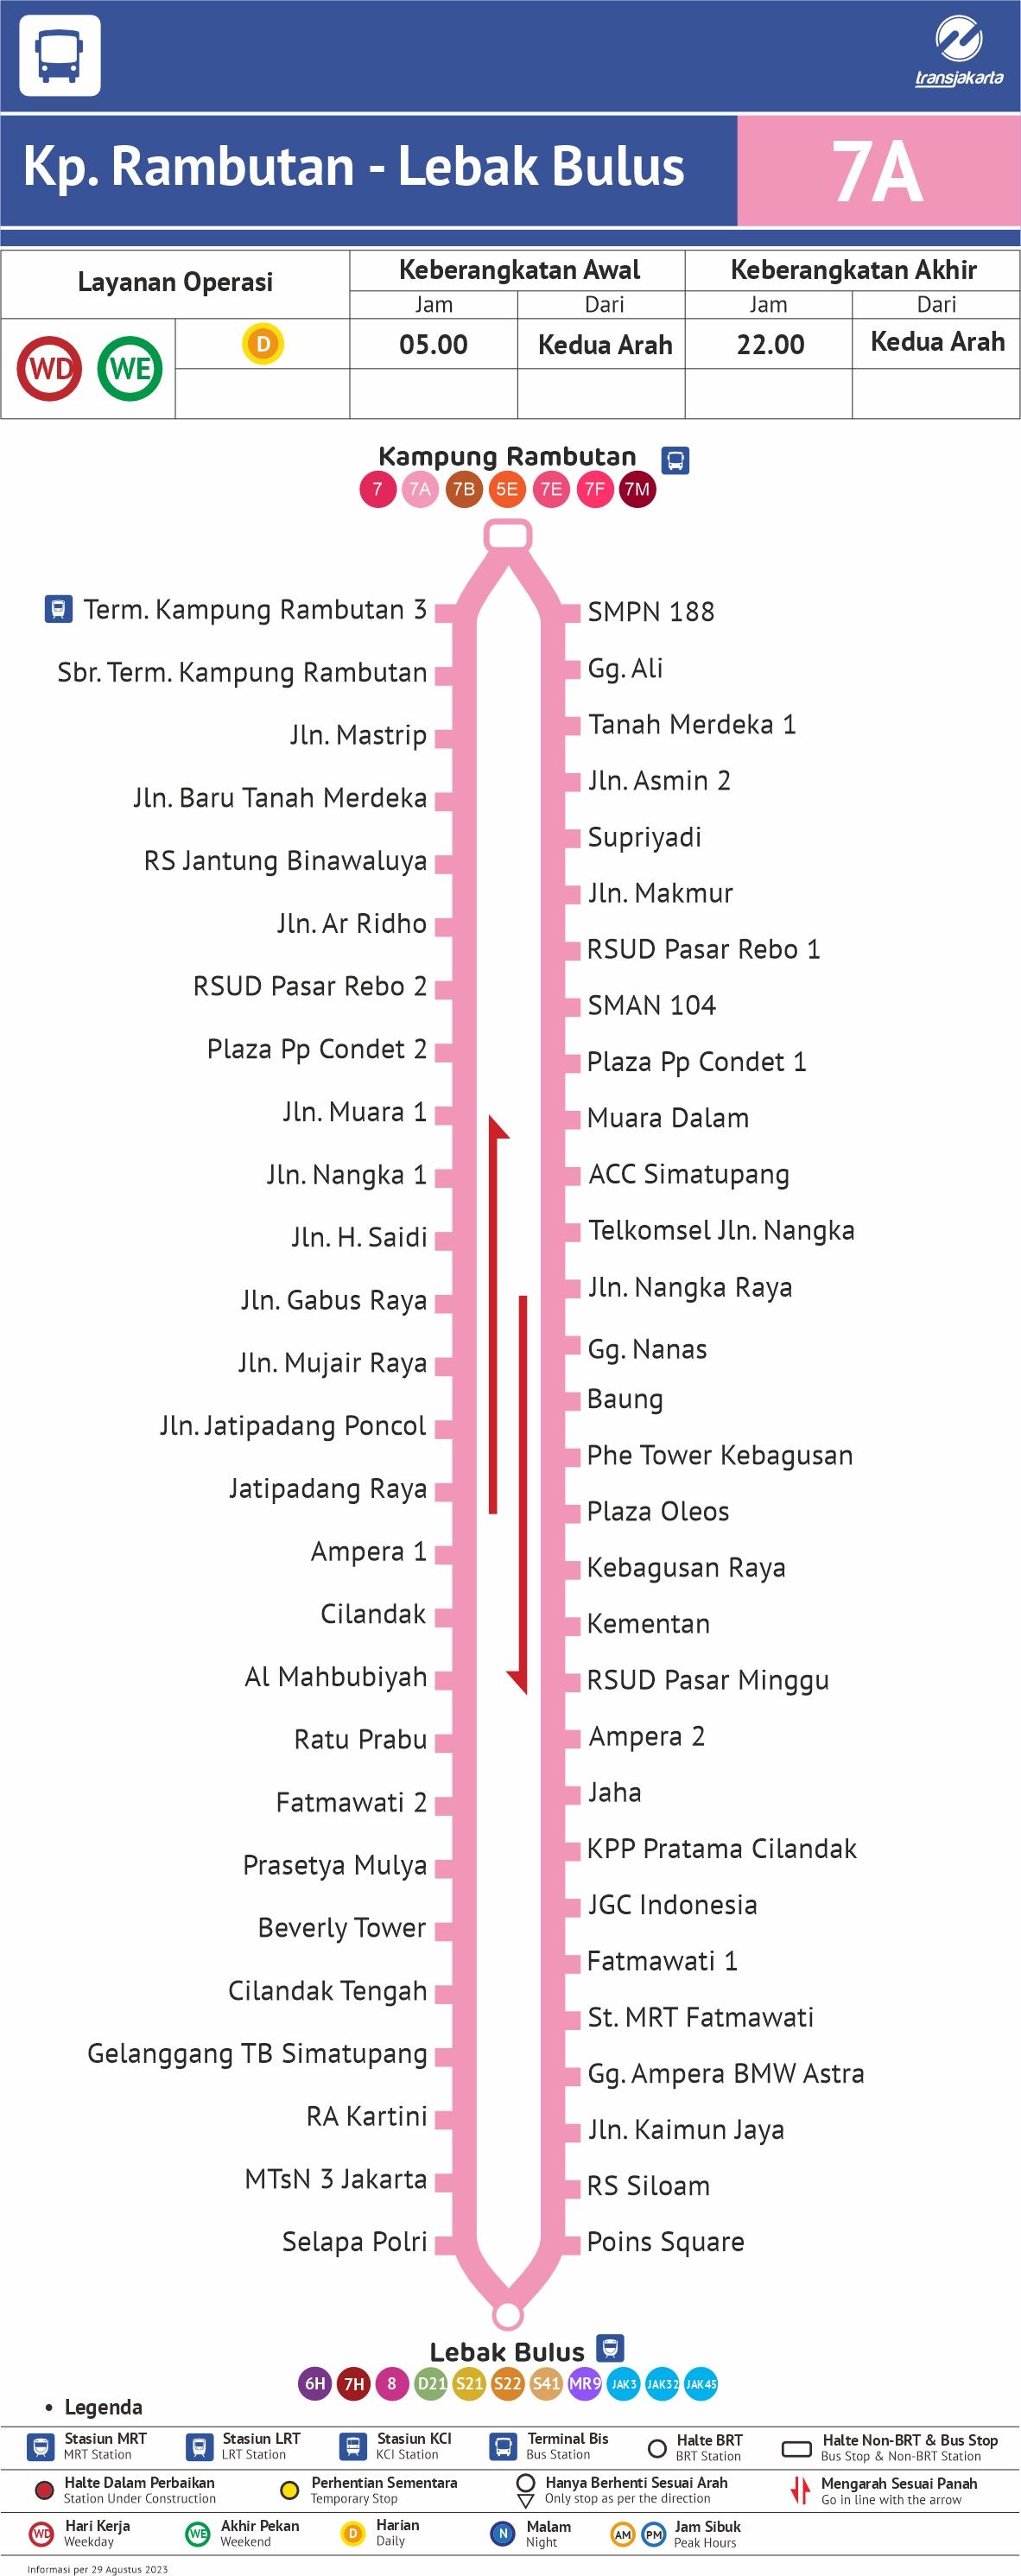 transjakarta
Kp. Rambutan - Lebak Bulus
7A
Layanan Operasi
Keberangkatan Awal
Keberangkatan Akhir
Jam
Dari
Jam
Dari
WD
WE
D
05.00
Kedua Arah
22.00
Kedua Arah
Kampung Rambutan
7 7A 7B 5E 7E 7F 7M
Term. Kampung Rambutan 3
Sbr. Term. Kampung Rambutan
Jln. Mastrip
Jln. Baru Tanah Merdeka
RS Jantung Binawaluya
Jln. Ar Ridho
RSUD Pasar Rebo 2
Plaza Pp Condet 2
Jln. Muara 1
Jln. Nangka 1
Jln. H. Saidi
Jln. Gabus Raya
Jln. Mujair Raya
Jln. Jatipadang Poncol
Jatipadang Raya
Ampera 1
Cilandak
Al Mahbubiyah
Ratu Prabu
Fatmawati 2
Prasetya Mulya
Beverly Tower
Cilandak Tengah
Gelanggang TB Simatupang
RA Kartini
MTsN 3 Jakarta
Selapa Polri
SMPN 188
Gg. Ali
Tanah Merdeka 1
Jln. Asmin 2
Supriyadi
Jln. Makmur
RSUD Pasar Rebo 1
SMAN 104
Plaza Pp Condet 1
Muara Dalam
ACC Simatupang
Telkomsel Jln. Nangka
Jln. Nangka Raya
Gg. Nanas
Baung
Phe Tower Kebagusan
Plaza Oleos
Kebagusan Raya
Kementan
RSUD Pasar Minggu
Ampera 2
Jaha
KPP Pratama Cilandak
JGC Indonesia
Fatmawati 1
St. MRT Fatmawati
Gg. Ampera BMW Astra
Jln. Kaimun Jaya
RS Siloam
Poins Square
Lebak Bulus
6H 7H 8 D21 S21 S22 S41 MR9 JAK3 JAK32 JAK45
• Legenda
Stasiun MRT
MRT Station
Stasiun LRT
LRT Station
Stasiun KCI
KCI Station
Terminal Bis
Bus Station
Halte BRT
BRT Station
Halte Non-BRT & Bus Stop
Bus Stop & Non-BRT Station
Halte Dalam Perbaikan
Station Under Construction
Perhentian Sementara
Temporary Stop
Hanya Berhenti Sesuai Arah
Only stop as per the direction
Mengarah Sesuai Panah
Go in line with the arrow
WD
Hari Kerja
Weekday
WE
Akhir Pekan
Weekend
D
Harian
Daily
N
Malam
Night
AM PM
Jam Sibuk
Peak Hours
Informasi per 29 Agustus 2023